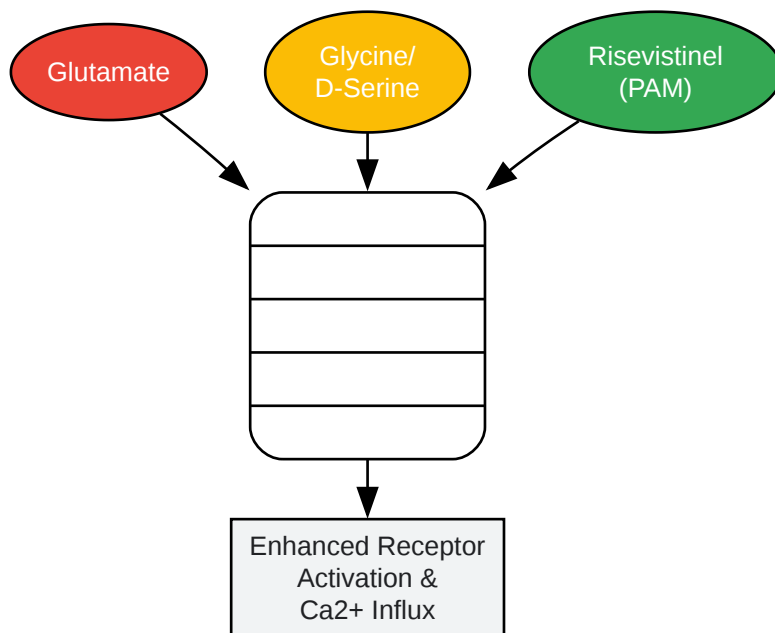 Glutamate
Glycine/
D-Serine
Risevistinel
(PAM)
Enhanced Receptor
Activation &
Ca2+ Influx